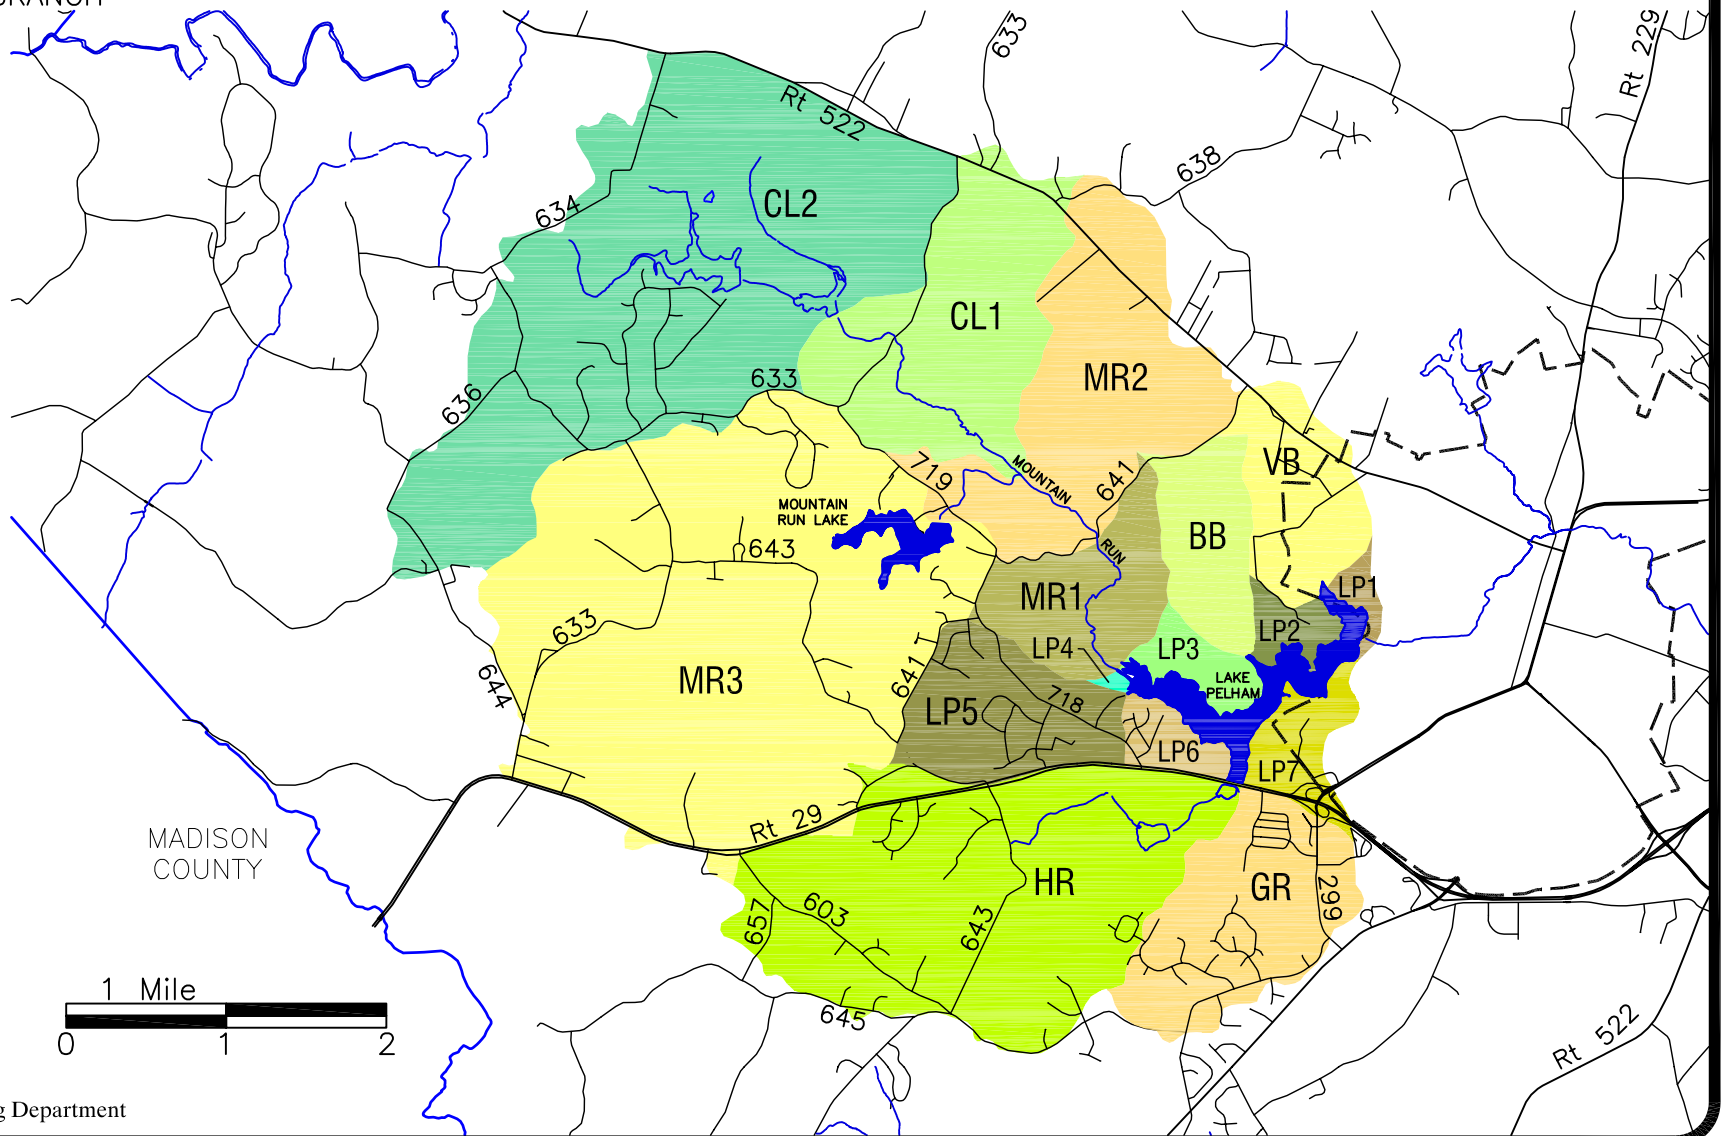 633
Rt 229
Rt 522
638
CL2
634
CL1
MR2
633
636
VB
719
MOUNTAIN
641
MOUNTAIN
RUN LAKE
BB
643
RUN
LP1
MR1
633
LP2
LP4
LP3
644
MR3
641
LAKE
PELHAM
718
LP5
LP6
LP7
Rt 29
MADISON
COUNTY
HR
GR
299
657
603
643
1 Mile
645
0 1 2
Rt 522
g Department